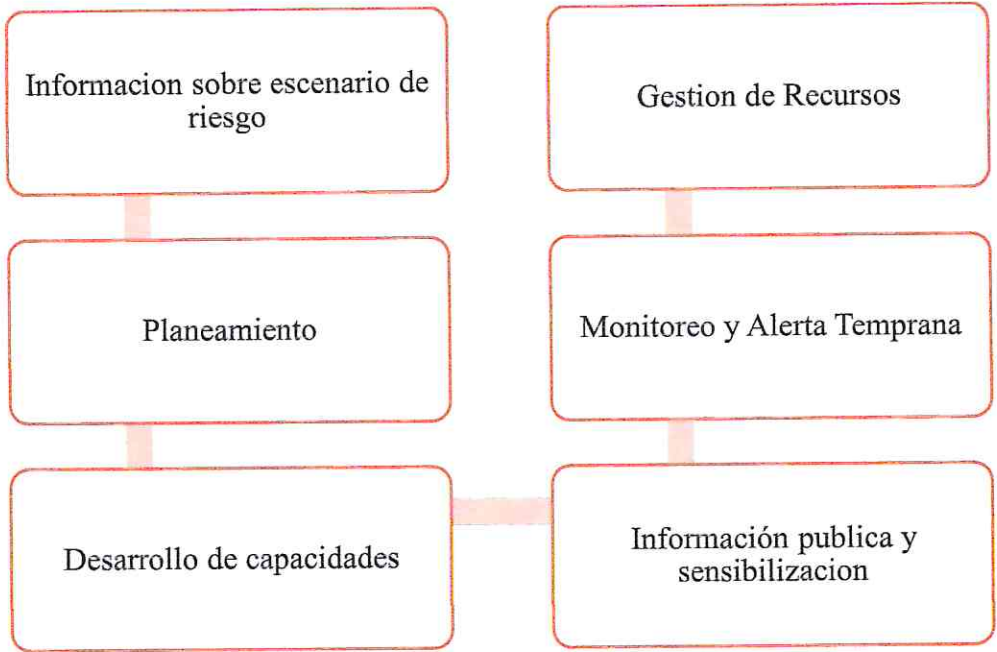 Informacion sobre escenario de
riesgo
Planeamiento
Desarrollo de capacidades
Información publica y
sensibilizacion
Monitoreo y Alerta Temprana
Gestion de Recursos